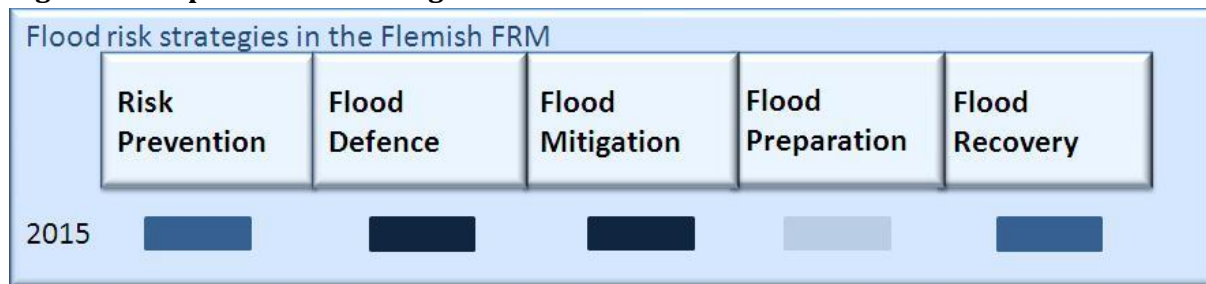 Flood risk strategies in the Flemish FRM
Risk Prevention
Flood Defence
Flood Mitigation
Flood Preparation
Flood Recovery
2015